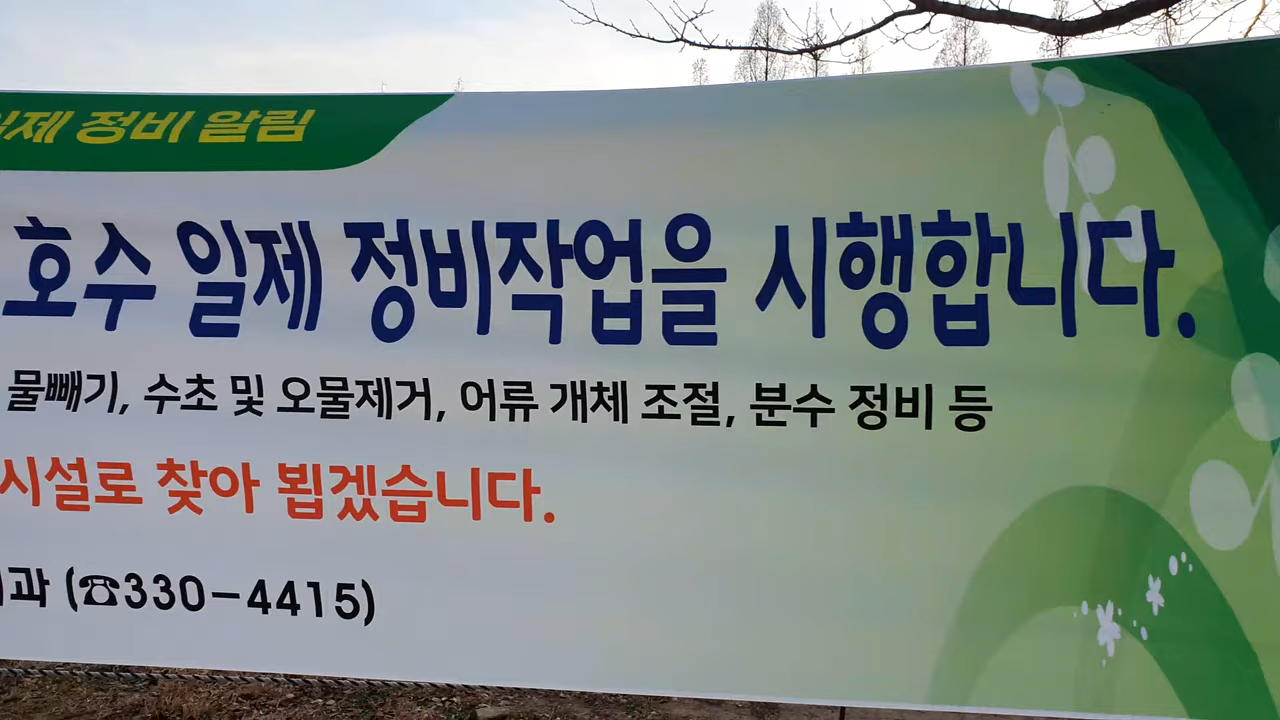 일제 정비 알림
호수 일제 정비작업을 시행합니다.
물빼기, 수초 및 오물제거, 어류 개체 조절, 분수 정비 등
시설로 찾아 뵙겠습니다.
과 (☎330-4415)